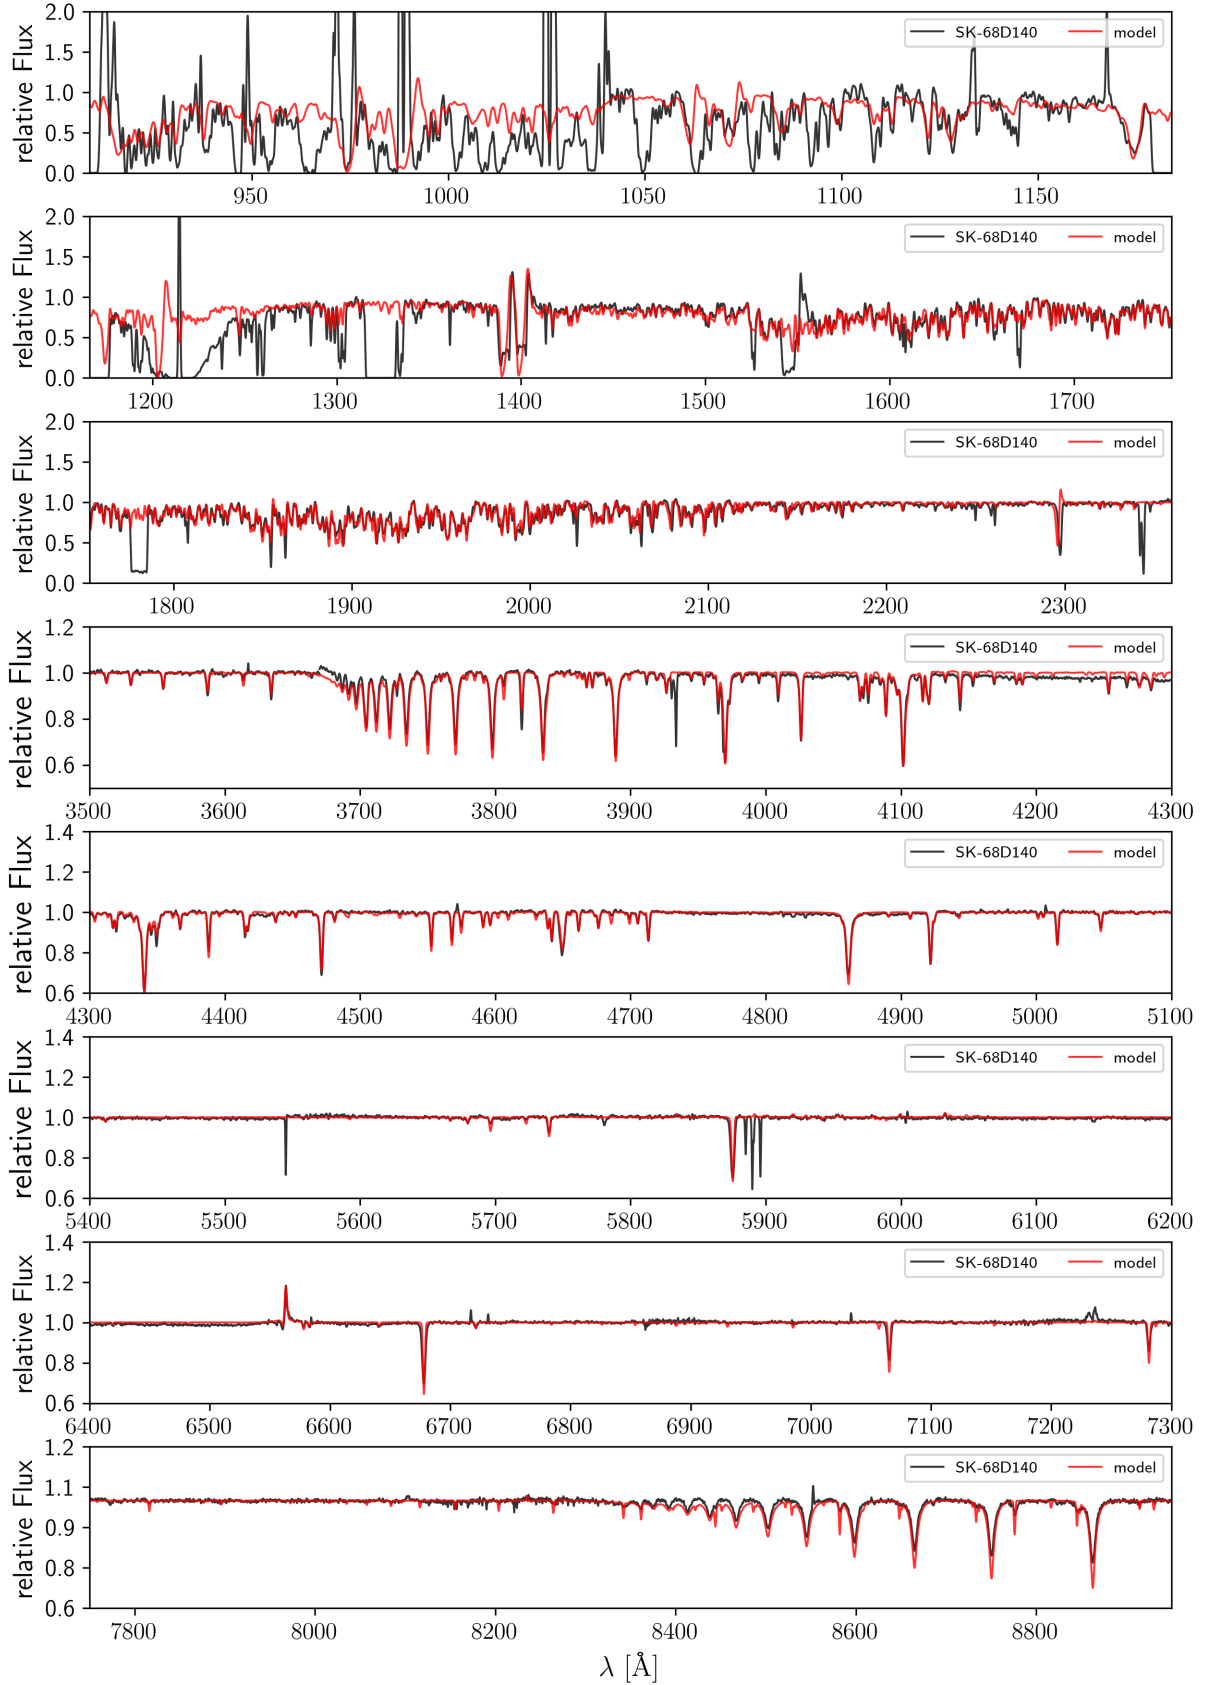 2.0
1.5
1.0
0.5
0.0
relative Flux
SK-68D140
model
950 1000 1050 1100 1150
2.0
1.5
1.0
0.5
0.0
relative Flux
SK-68D140
model
1200 1300 1400 1500 1600 1700
2.0
1.5
1.0
0.5
0.0
relative Flux
SK-68D140
model
1800 1900 2000 2100 2200 2300
1.2
1.0
0.8
0.6
relative Flux
SK-68D140
model
3500 3600 3700 3800 3900 4000 4100 4200 4300
1.4
1.2
1.0
0.8
0.6
relative Flux
SK-68D140
model
4300 4400 4500 4600 4700 4800 4900 5000 5100
1.4
1.2
1.0
0.8
0.6
relative Flux
SK-68D140
model
5400 5500 5600 5700 5800 5900 6000 6100 6200
1.4
1.2
1.0
0.8
0.6
relative Flux
SK-68D140
model
6400 6500 6600 6700 6800 6900 7000 7100 7200 7300
1.2
1.1
0.9
0.8
0.6
relative Flux
SK-68D140
model
7800 8000 8200 8400 8600 8800
λ [Å]